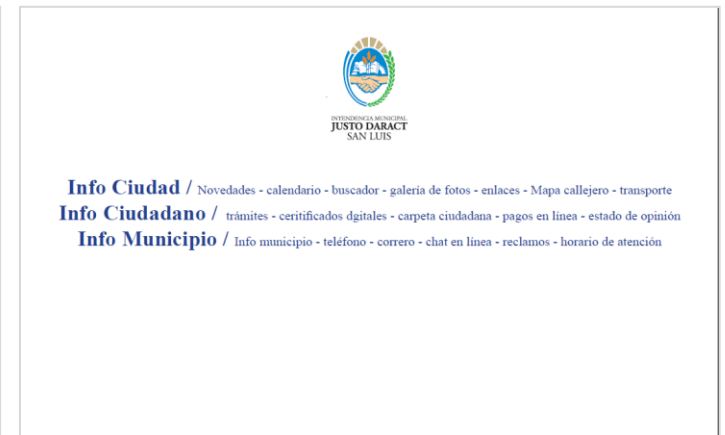 INTENDENCIA MUNICIPAL
JUSTO DARACT
SAN LUIS
Info Ciudad / Novedades - calendario - buscador - galería de fotos - enlaces - Mapa callejero - transporte
Info Ciudadano / trámites - ceritificados dgitales - carpeta ciudadana - pagos en línea - estado de opinión
Info Municipio / Info municipio - teléfono - correro - chat en línea - reclamos - horario de atención